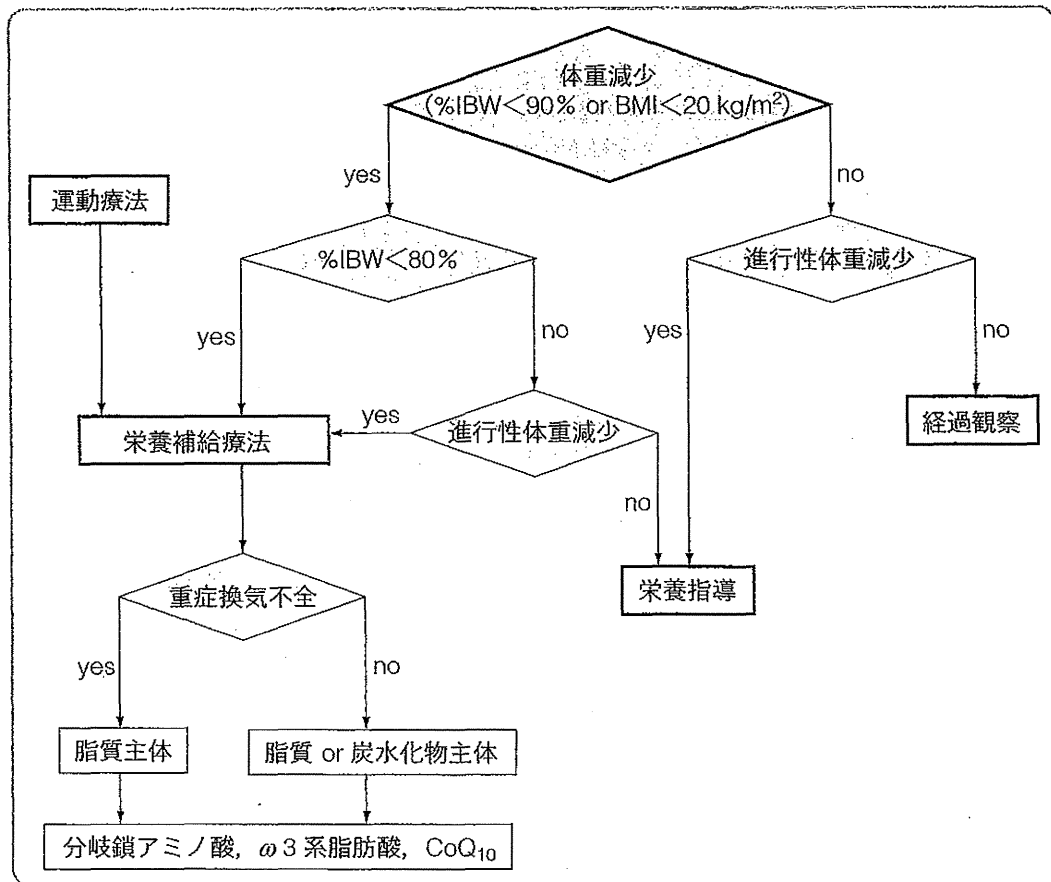 体重減少
(%IBW<90% or BMI<20 kg/m²)
yes
no
運動療法
%IBW<80%
進行性体重減少
yes
no
yes
no
栄養補給療法
yes
進行性体重減少
経過観察
no
重症換気不全
栄養指導
yes
no
脂質主体
脂質 or 炭水化物主体
分岐鎖アミノ酸, ω3系脂肪酸, CoQ₁₀